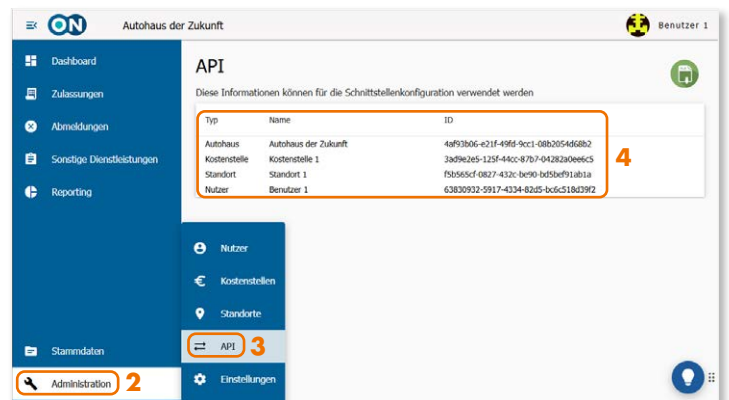 ON Autohaus der Zukunft Benutzer 1
Dashboard
Zulassungen
Abmeldungen
Sonstige Dienstleistungen
Reporting
Stammdaten
Administration 2
API
Diese Informationen können für die Schnittstellenkonfiguration verwendet werden
Typ Name ID
Autohaus Autohaus der Zukunft 4af93b06-e21f-49fd-9cc1-08b2054d68b2
Kostenstelle Kostenstelle 1 3ad9e2e5-125f-44cc-87b7-04282a0ee6c5
Standort Standort 1 f5b565cf-0827-432c-be90-bd5bef91ab1a
Nutzer Benutzer 1 63830932-5917-4334-82d5-bc6c518d39f2
4
Nutzer
Kostenstellen
Standorte
API 3
Einstellungen